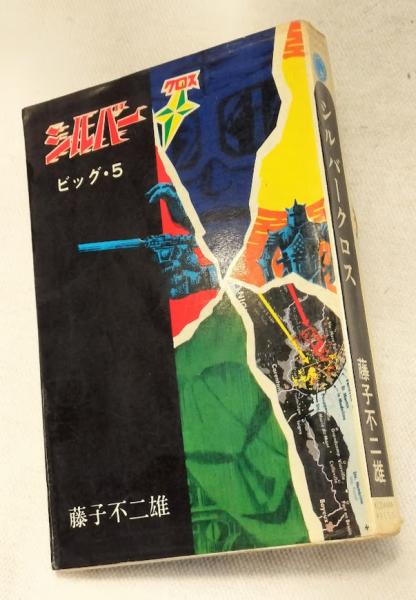 シルバー
クロス
ビッグ・5
藤子不二雄
シルバークロス
藤子不二雄